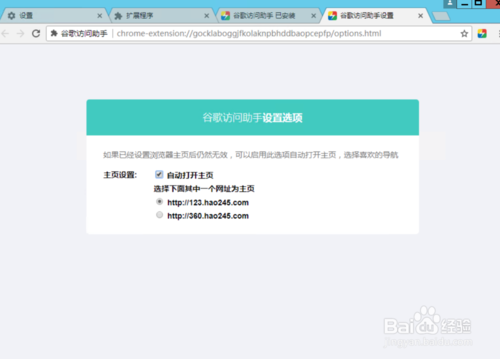 设置
扩展程序
谷歌访问助手 已安装
谷歌访问助手设置
谷歌访问助手 | chrome-extension://gocklaboggjfkolaknpbhddbaopcepfp/options.html
谷歌访问助手设置选项
如果已经设置浏览器主页后仍然无效，可以启用此选项自动打开主页，选择喜欢的导航
主页设置: 自动打开主页
选择下面其中一个网址为主页
http://123.hao245.com
http://360.hao245.com
Baidu 经验
jingyan.baidu.com